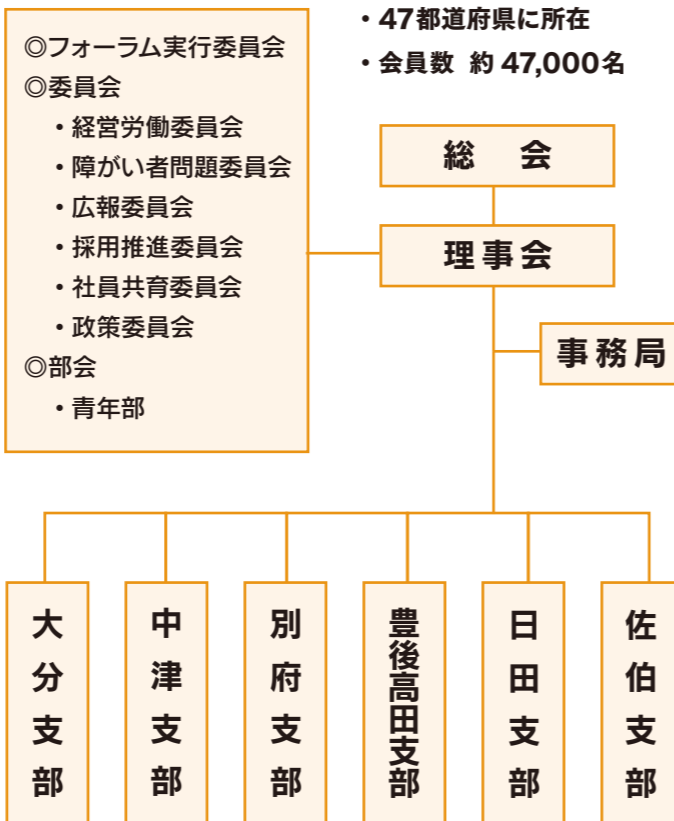 ◎フォーラム実行委員会
◎委員会
・経営労働委員会
・障がい者問題委員会
・広報委員会
・採用推進委員会
・社員共育委員会
・政策委員会
◎部会
・青年部
・47都道府県に所在
・会員数 約 47,000名
総 会
理事会
事務局
大分支部
中津支部
別府支部
豊後高田支部
日田支部
佐伯支部